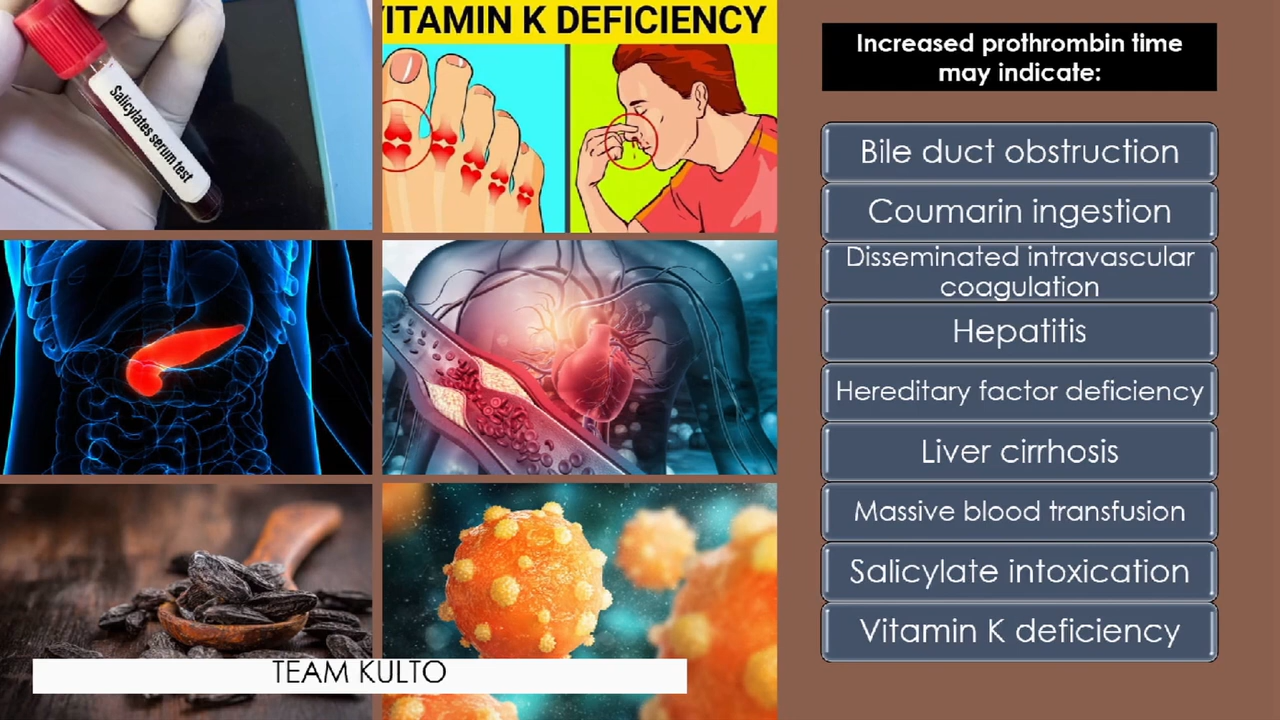 Salicylates serum test
VITAMIN K DEFICIENCY
TEAM KULTO
Increased prothrombin time
may indicate:
Bile duct obstruction
Coumarin ingestion
Disseminated intravascular
coagulation
Hepatitis
Hereditary factor deficiency
Liver cirrhosis
Massive blood transfusion
Salicylate intoxication
Vitamin K deficiency